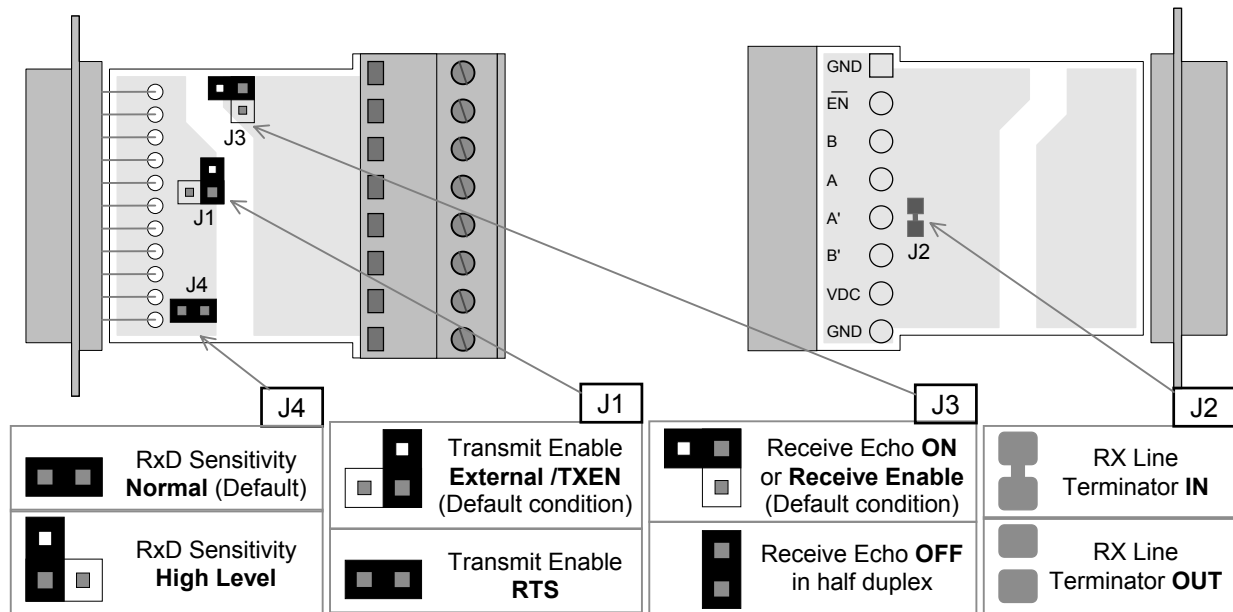 J3
J1
J4
GND
E̅N̅
B
A
A'
B'
VDC
GND
J2
J4
RxD Sensitivity
Normal (Default)
RxD Sensitivity
High Level
J1
Transmit Enable
External /TXEN
(Default condition)
Transmit Enable
RTS
J3
Receive Echo ON
or Receive Enable
(Default condition)
Receive Echo OFF
in half duplex
J2
RX Line
Terminator IN
RX Line
Terminator OUT